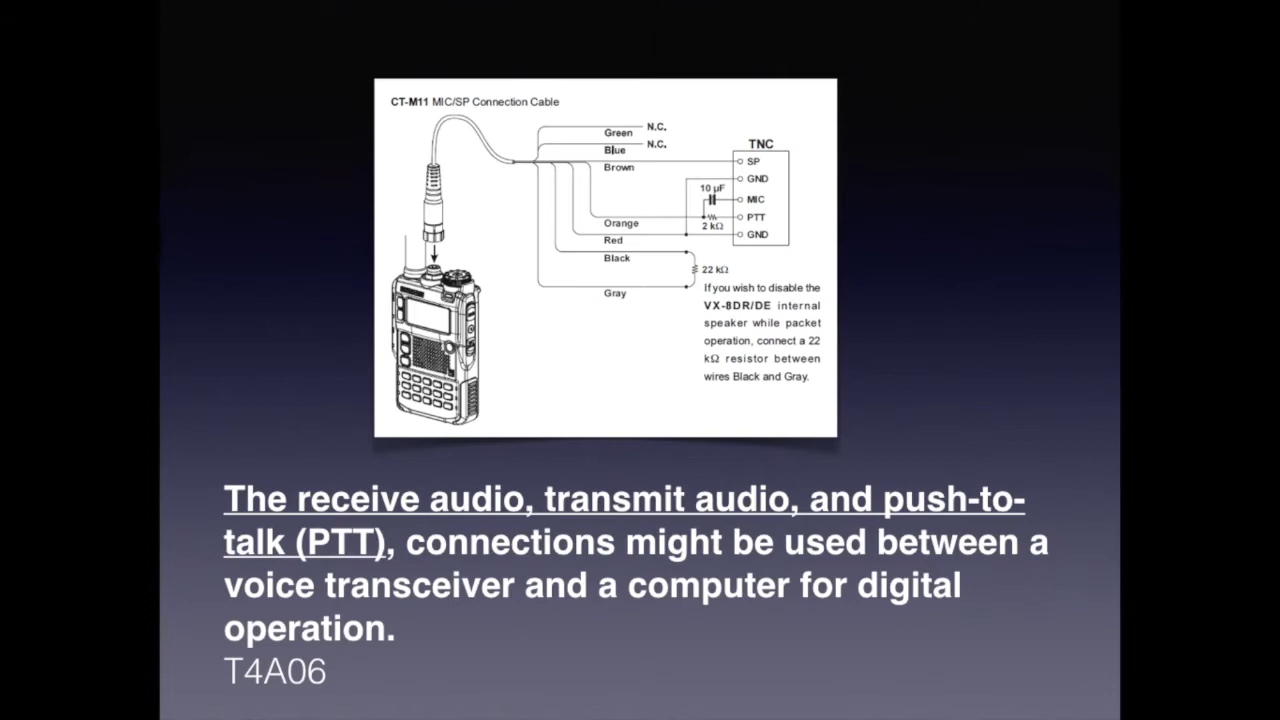 CT-M11 MIC/SP Connection Cable
N.C.
Green
N.C.
Blue
Brown
TNC
SP
GND
10 µF
MIC
PTT
Orange
2 kΩ
Red
GND
Black
22 kΩ
Gray
If you wish to disable the
VX-8DR/DE internal
speaker while packet
operation, connect a 22
kΩ resistor between
wires Black and Gray.
The receive audio, transmit audio, and push-to-
talk (PTT), connections might be used between a
voice transceiver and a computer for digital
operation.
T4A06